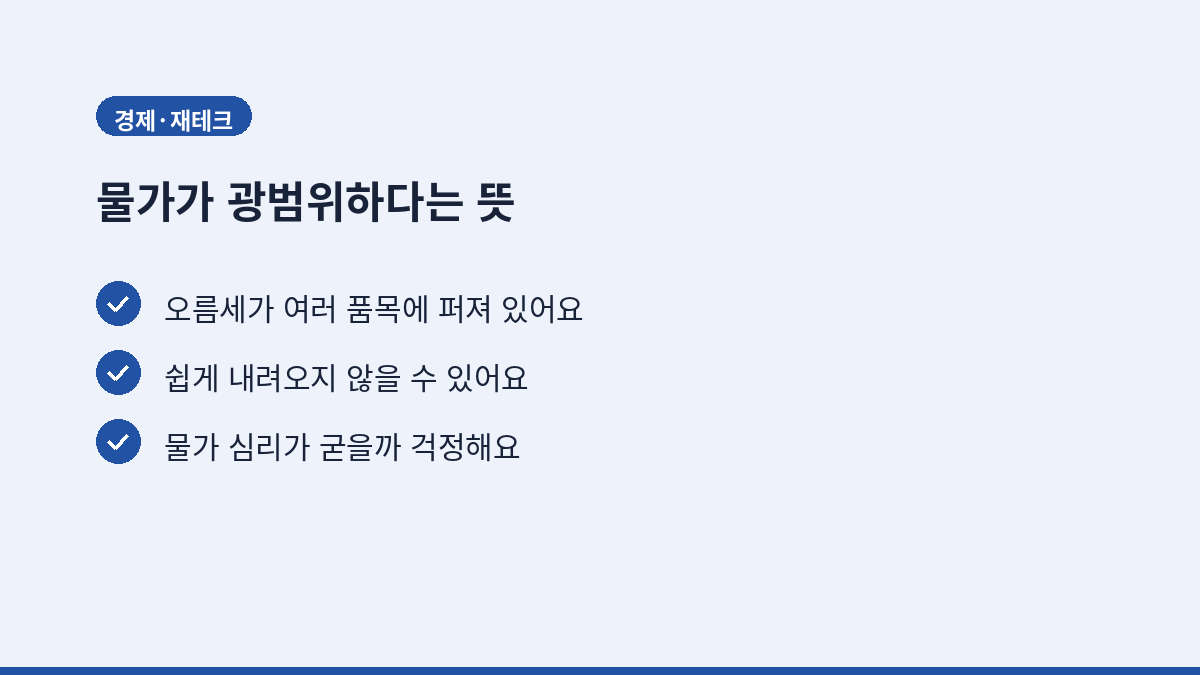 경제·재테크
물가가 광범위하다는 뜻
오름세가 여러 품목에 퍼져 있어요
쉽게 내려오지 않을 수 있어요
물가 심리가 굳을까 걱정해요